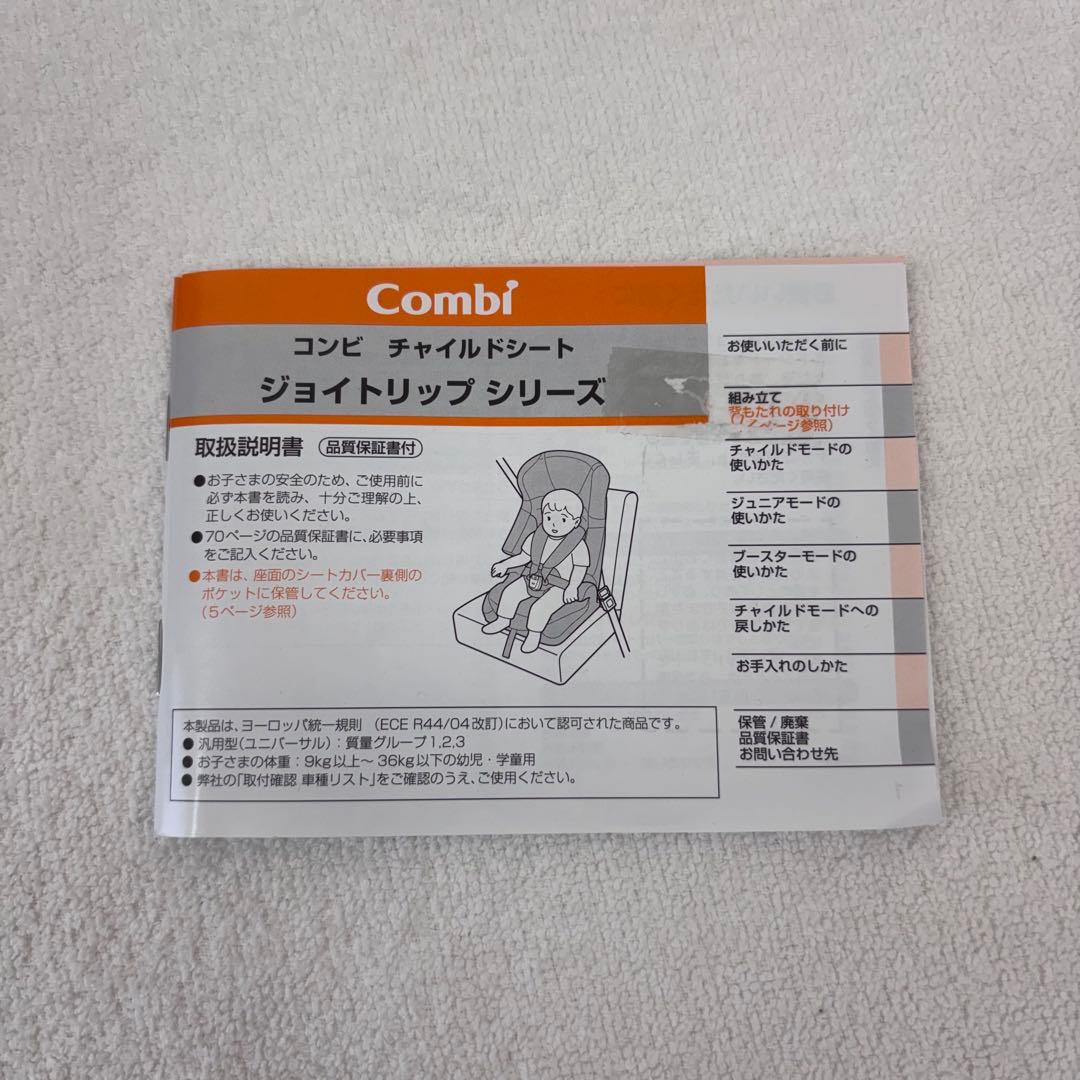 Combi
コンビ チャイルドシート
ジョイトリップ シリーズ
取扱説明書 品質保証書付
●お子さまの安全のため、ご使用前に
必ず本書を読み、十分ご理解の上、
正しくお使いください。
●70ページの品質保証書に、必要事項
をご記入ください。
●本書は、座面のシートカバー裏側の
ポケットに保管してください。
(5ページ参照)
本製品は、ヨーロッパ統一規則 (ECE R44/04改訂)において認可された商品です。
●汎用型(ユニバーサル):質量グループ1,2,3
●お子さまの体重:9kg以上~36kg以下の幼児・学童用
●弊社の「取付確認 車種リスト」をご確認のうえ、ご使用ください。
お使いいただく前に
組み立て
背もたれの取り付け
ページ参照)
チャイルドモードの
使いかた
ジュニアモードの
使いかた
ブースターモードの
使いかた
チャイルドモードへの
戻しかた
お手入れのしかた
保管/廃棄
品質保証書
お問い合わせ先